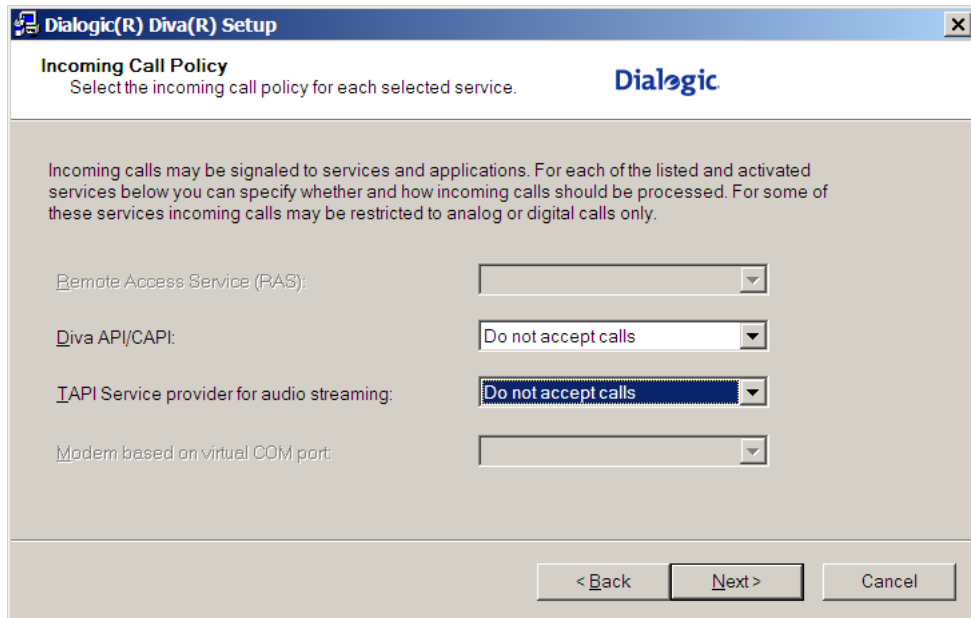 Dialogic(R) Diva(R) Setup
Incoming Call Policy
Select the incoming call policy for each selected service.
Dialogic
Incoming calls may be signaled to services and applications. For each of the listed and activated
services below you can specify whether and how incoming calls should be processed. For some of
these services incoming calls may be restricted to analog or digital calls only.
Remote Access Service (RAS):
Diva API/CAPI: Do not accept calls
TAPI Service provider for audio streaming: Do not accept calls
Modem based on virtual COM port:
< Back Next > Cancel